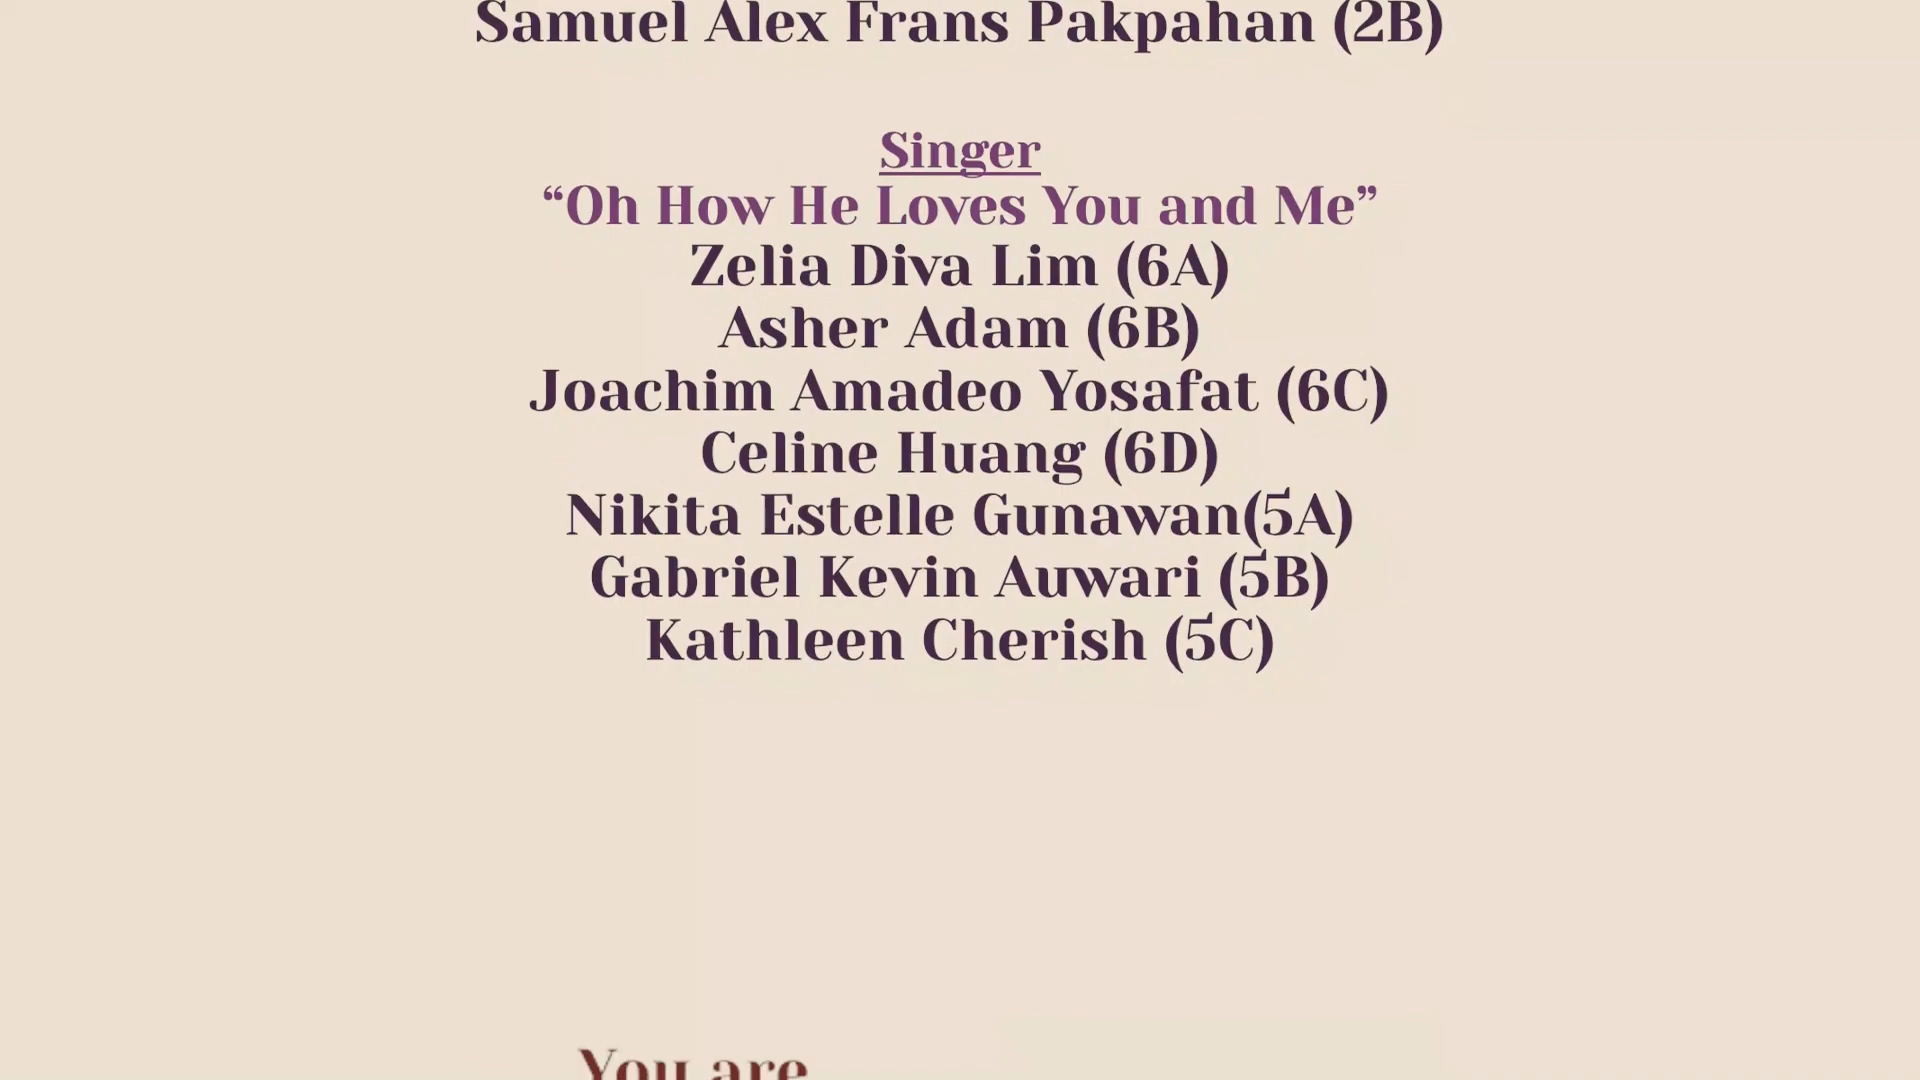 Samuel Alex Frans Pakpahan (2B)
Singer
“Oh How He Loves You and Me”
Zelia Diva Lim (6A)
Asher Adam (6B)
Joachim Amadeo Yosafat (6C)
Celine Huang (6D)
Nikita Estelle Gunawan(5A)
Gabriel Kevin Auwari (5B)
Kathleen Cherish (5C)
You are